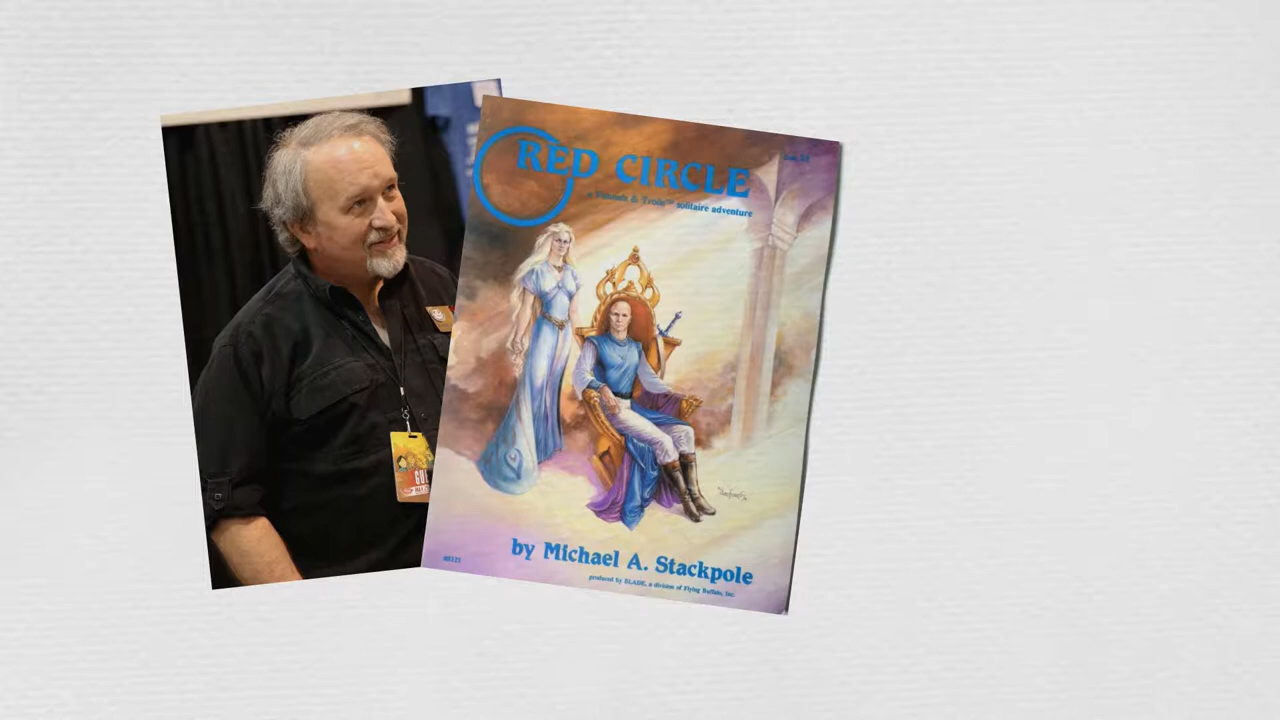 RED CIRCLE
a Tunnels & Trolls™ solitaire adventure
by Michael A. Stackpole
produced by BLADE, a division of Flying Buffalo, Inc.